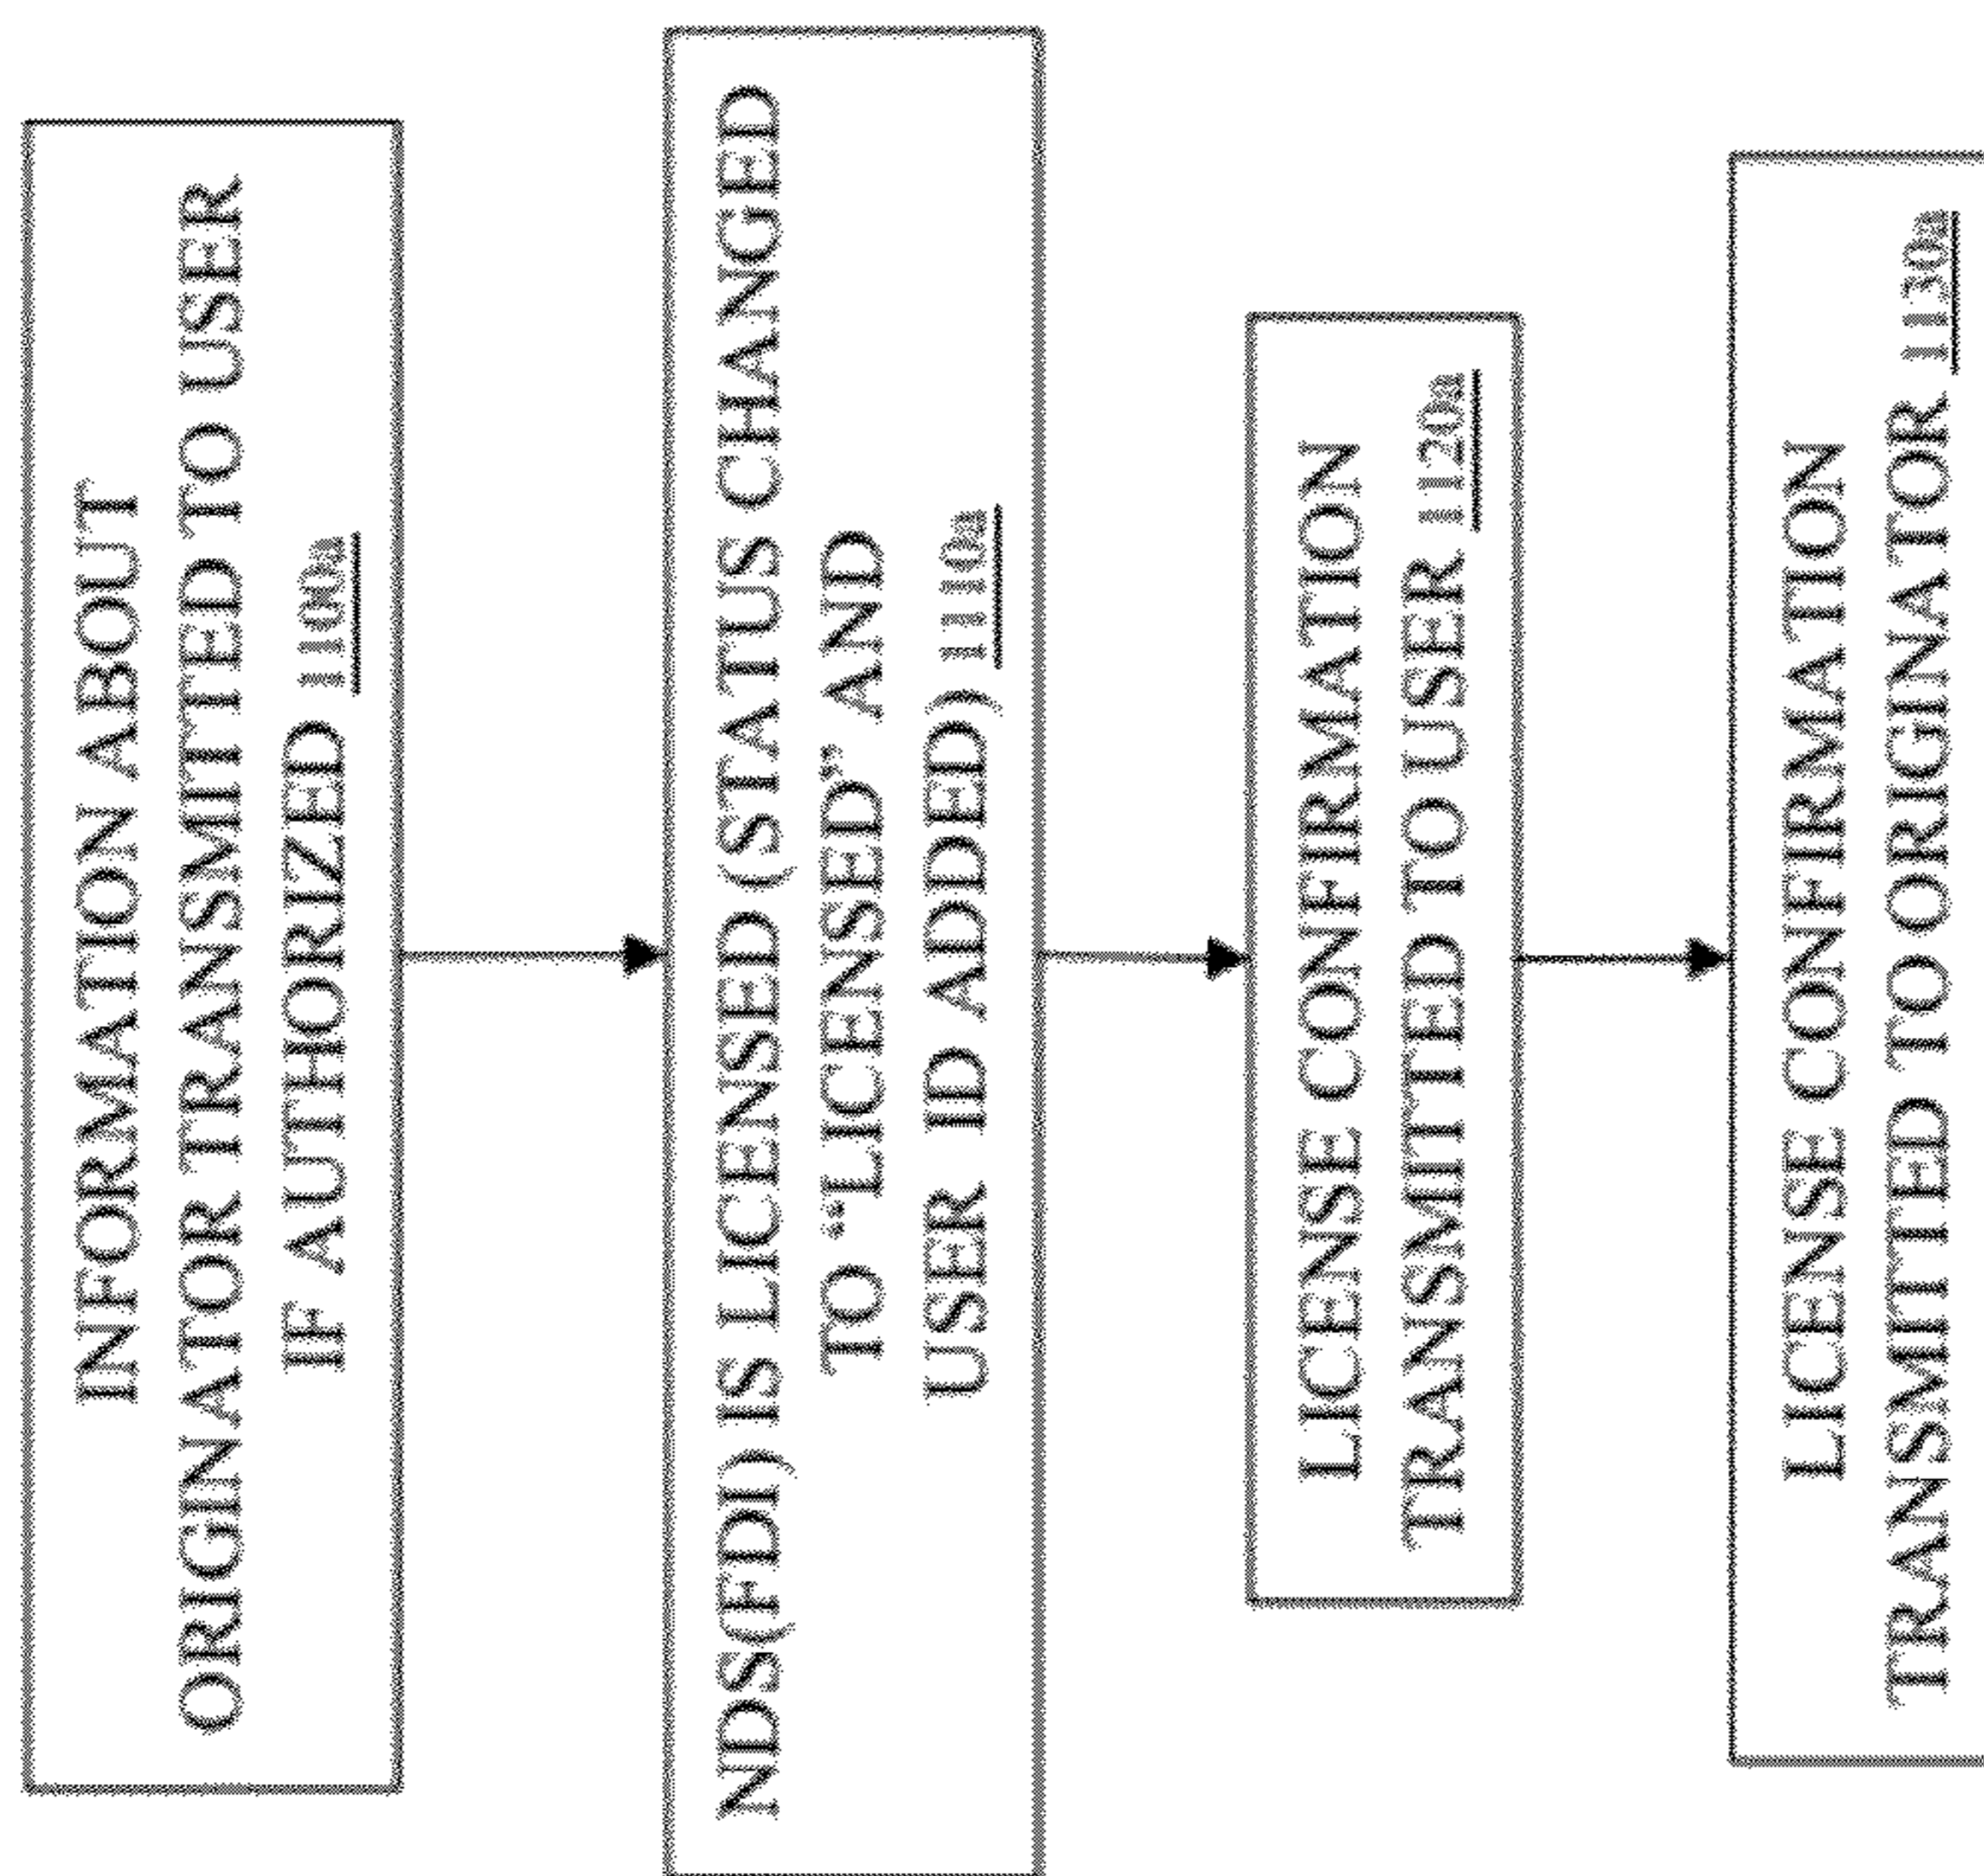 INFORMATION ABOUT
ORIGINATOR TRANSMITTED TO USER
IF AUTHORIZED 1100a
NDS(FDI) IS LICENSED (STATUS CHANGED
TO “LICENSED” AND
USER ID ADDED) 1110a
LICENSE CONFIRMATION
TRANSMITTED TO USER 1120a
LICENSE CONFIRMATION
TRANSMITTED TO ORIGINATOR 1130a